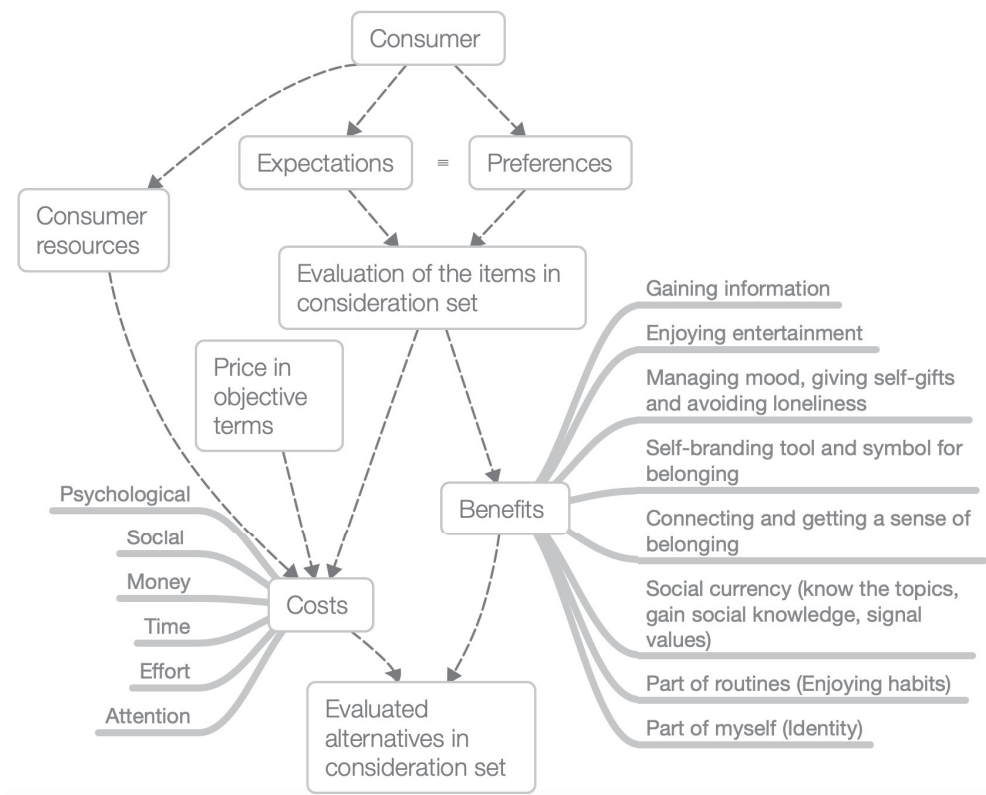 Consumer
Expectations
≡
Preferences
Consumer
resources
Evaluation of the items in
consideration set
Price in
objective
terms
Gaining information
Enjoying entertainment
Managing mood, giving self-gifts
and avoiding loneliness
Self-branding tool and symbol for
belonging
Connecting and getting a sense of
belonging
Social currency (know the topics,
gain social knowledge, signal
values)
Part of routines (Enjoying habits)
Part of myself (Identity)
Benefits
Psychological
Social
Money
Time
Effort
Attention
Costs
Evaluated
alternatives in
consideration set